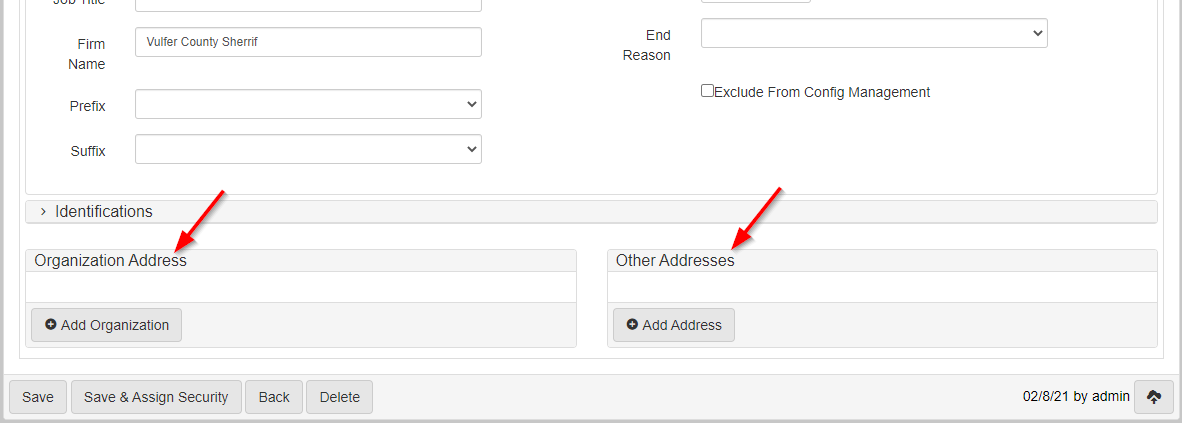 Job Title
Firm
Name
Vulfer County Sherrif
End
Reason
Prefix
Exclude From Config Management
Suffix
Identifications
Organization Address
Other Addresses
Add Organization
Add Address
Save
Save & Assign Security
Back
Delete
02/8/21 by admin